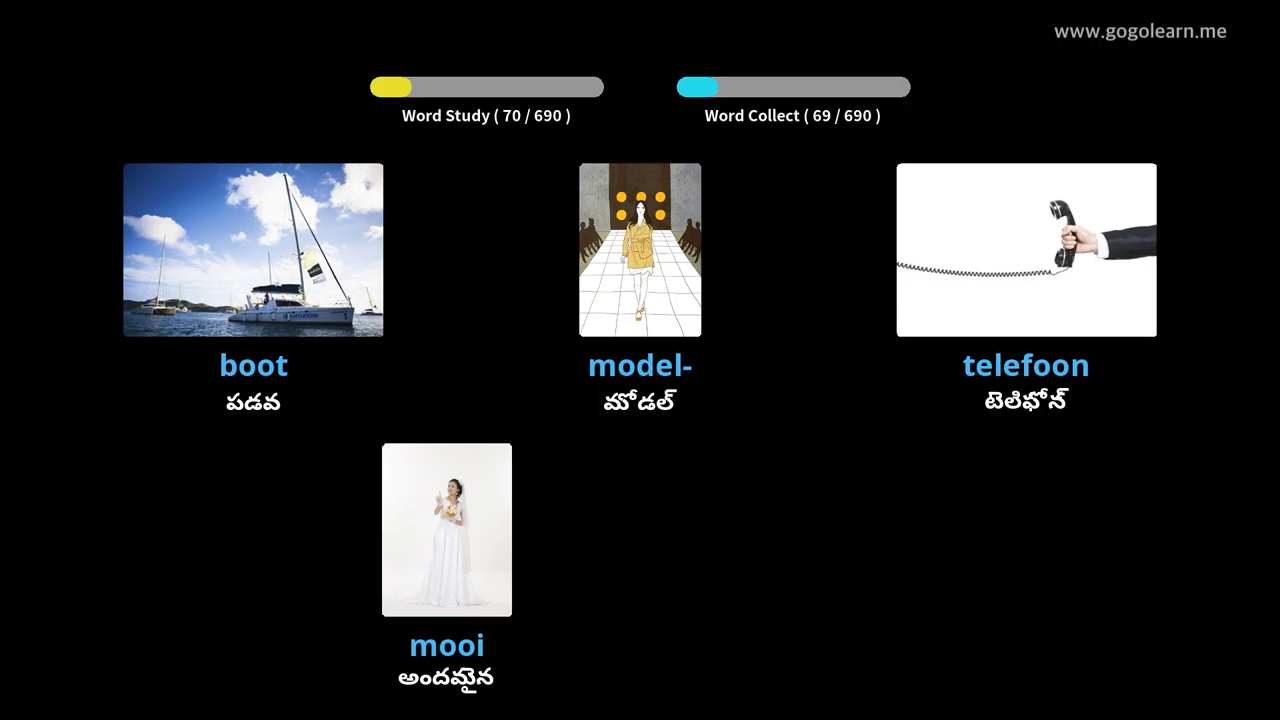 www.gogolearn.me
Word Study ( 70 / 690 )
Word Collect ( 69 / 690 )
boot
model-
telefoon
పడవ
మోడల్
టెలిఫోన్
mooi
అందమైన